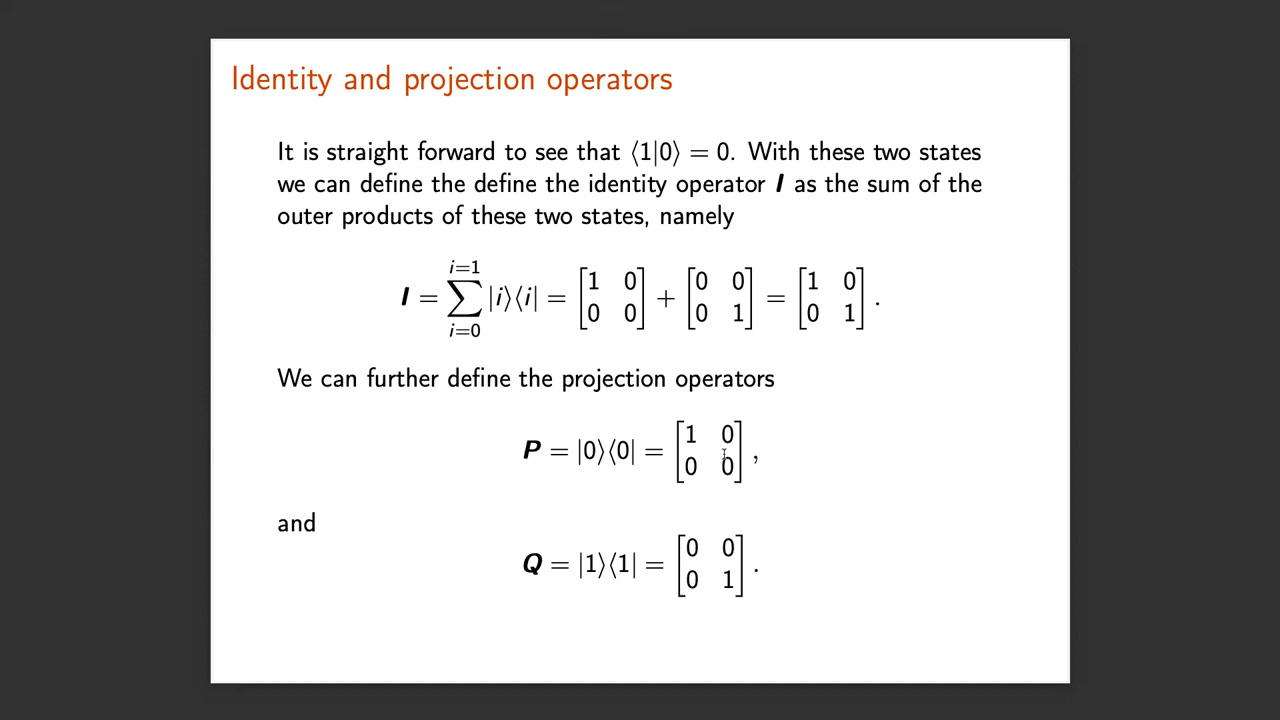 Identity and projection operators
It is straight forward to see that ⟨1|0⟩ = 0. With these two states
we can define the define the identity operator I as the sum of the
outer products of these two states, namely
I = ∑_{i=0}^{i=1} |i⟩⟨i| = [1 0; 0 0] + [0 0; 0 1] = [1 0; 0 1] .
We can further define the projection operators
P = |0⟩⟨0| = [1 0; 0 0] ,
and
Q = |1⟩⟨1| = [0 0; 0 1] .